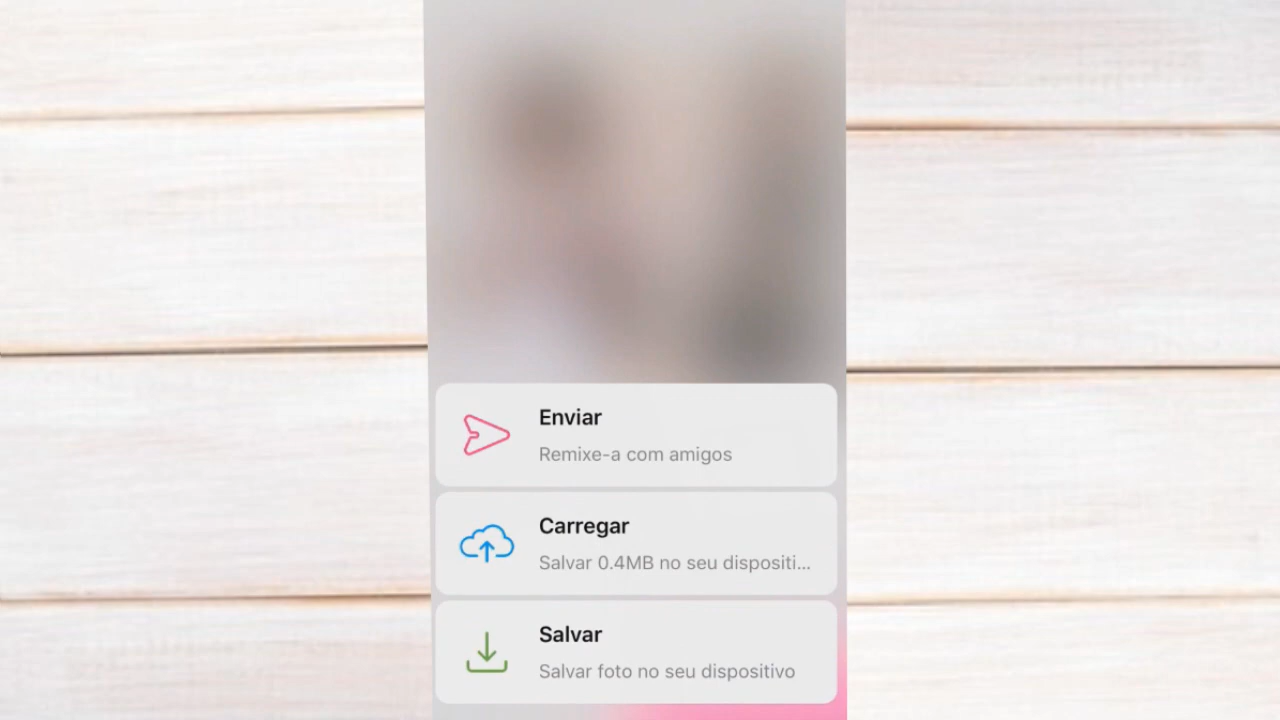 Enviar
Remixe-a com amigos
Carregar
Salvar 0.4MB no seu dispositi...
Salvar
Salvar foto no seu dispositivo